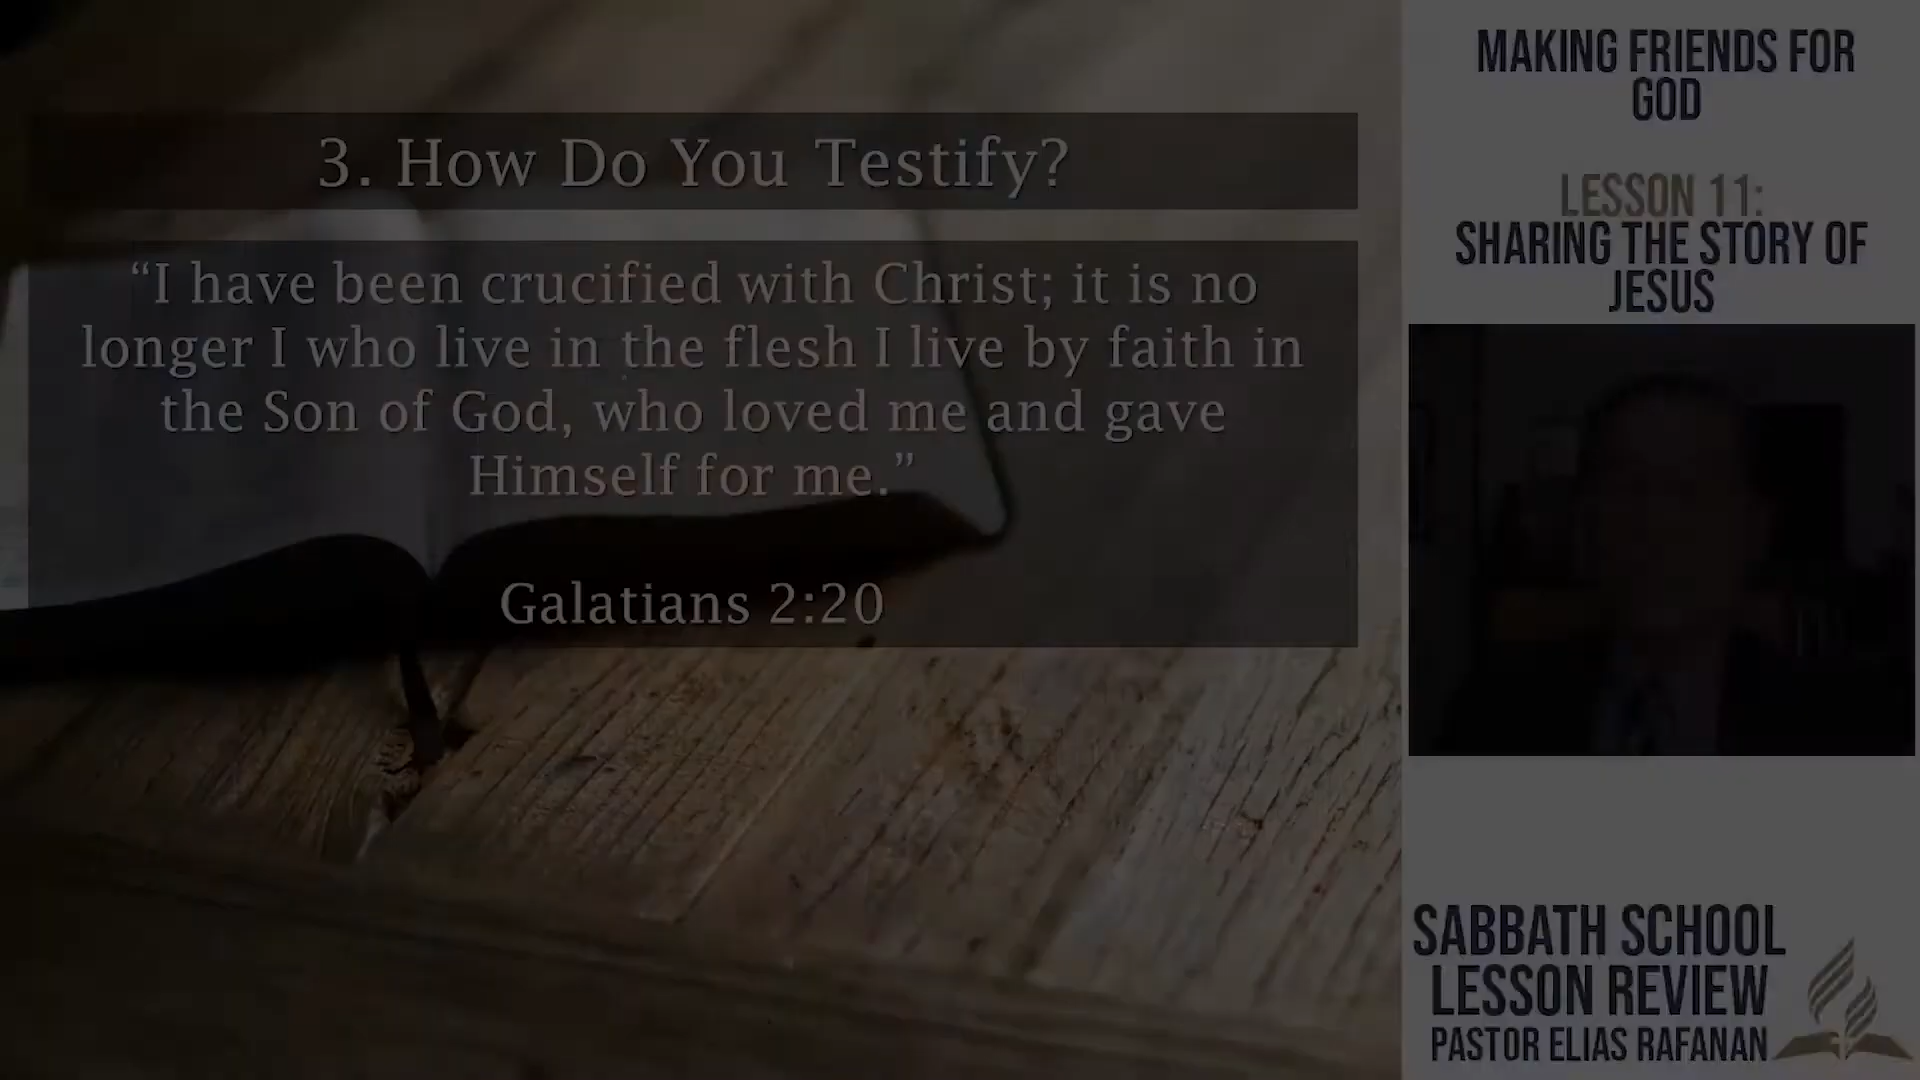 3. How Do You Testify?
“I have been crucified with Christ; it is no
longer I who live in the flesh I live by faith in
the Son of God, who loved me and gave
Himself for me.”
Galatians 2:20
MAKING FRIENDS FOR
GOD
LESSON 11:
SHARING THE STORY OF
JESUS
SABBATH SCHOOL
LESSON REVIEW
PASTOR ELIAS RAFANAN